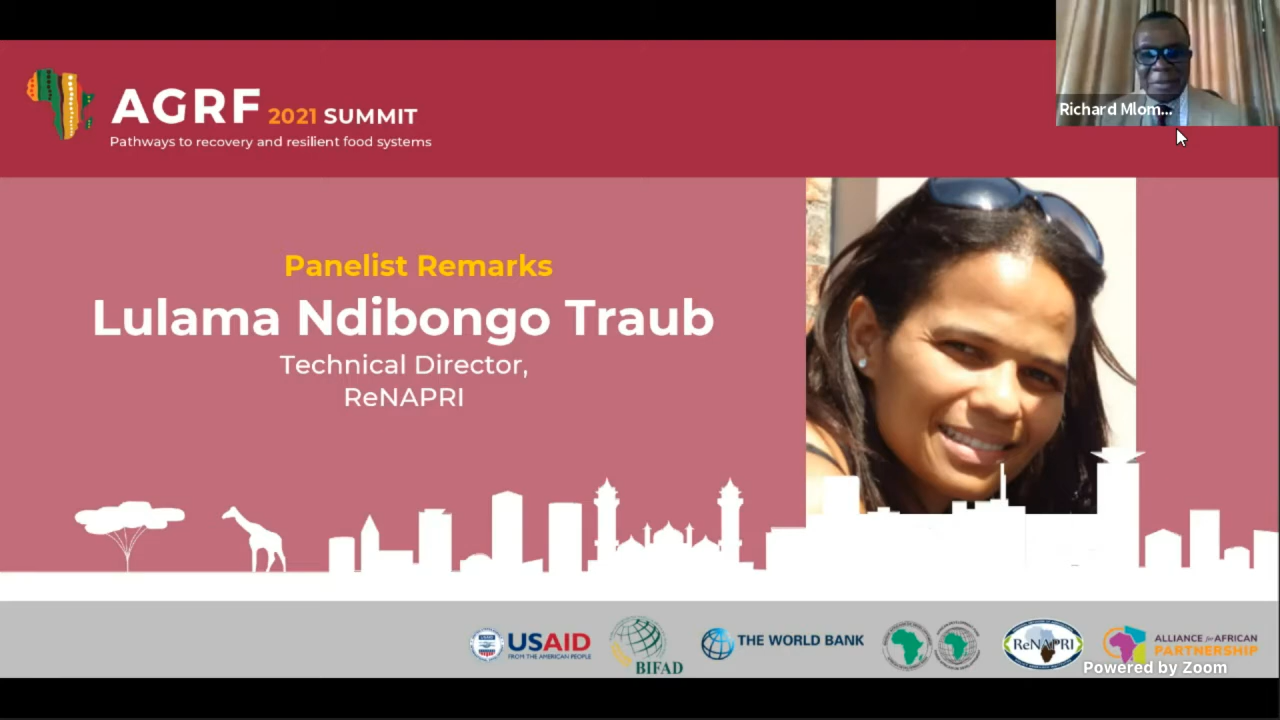 AGRF 2021 SUMMIT
Pathways to recovery and resilient food systems
Richard Mlom...
Panelist Remarks
Lulama Ndibongo Traub
Technical Director,
ReNAPRI
USAID
FROM THE AMERICAN PEOPLE
BIFAD
THE WORLD BANK
ReNAPRI
ALLIANCE for AFRICAN
PARTNERSHIP
Powered by Zoom